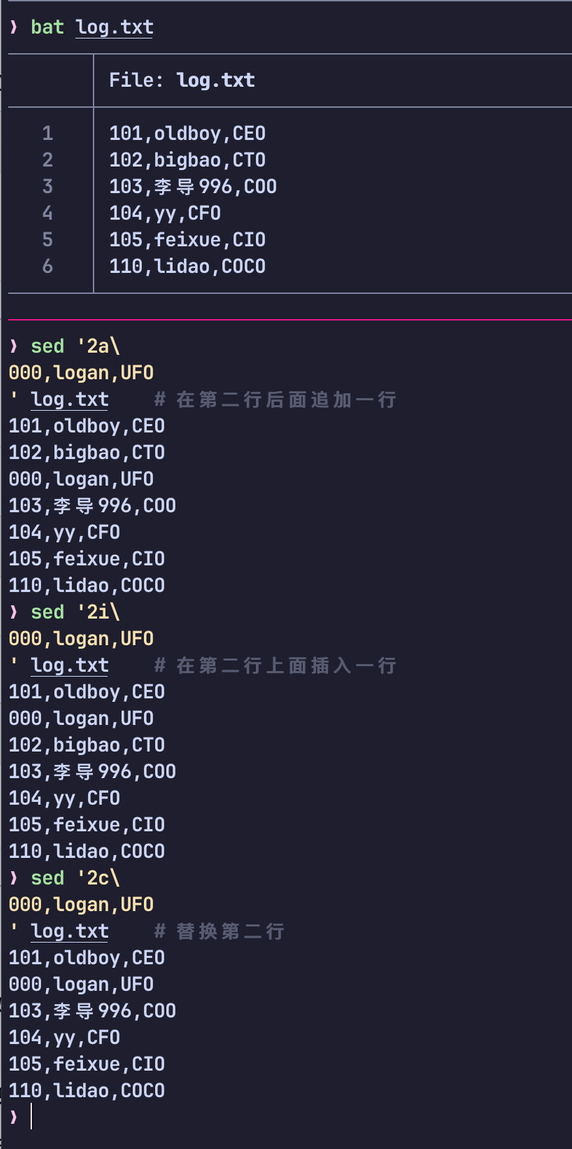 ❯ bat log.txt
File: log.txt
1 101,oldboy,CEO
2 102,bigbao,CTO
3 103,李导996,COO
4 104,yy,CFO
5 105,feixue,CIO
6 110,lidao,COCO
❯ sed '2a\
000,logan,UFO
' log.txt # 在第二行后面追加一行
101,oldboy,CEO
102,bigbao,CTO
000,logan,UFO
103,李导996,COO
104,yy,CFO
105,feixue,CIO
110,lidao,COCO
❯ sed '2i\
000,logan,UFO
' log.txt # 在第二行上面插入一行
101,oldboy,CEO
000,logan,UFO
102,bigbao,CTO
103,李导996,COO
104,yy,CFO
105,feixue,CIO
110,lidao,COCO
❯ sed '2c\
000,logan,UFO
' log.txt # 替换第二行
101,oldboy,CEO
000,logan,UFO
103,李导996,COO
104,yy,CFO
105,feixue,CIO
110,lidao,COCO
❯